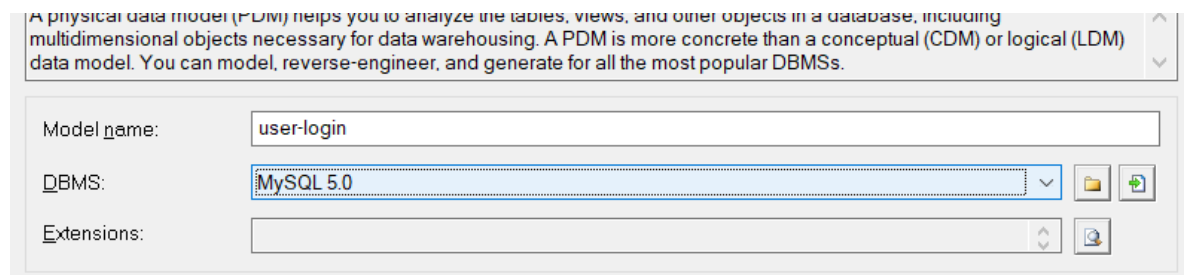 A physical data model (PDM) helps you to analyze the tables, views, and other objects in a database, including
multidimensional objects necessary for data warehousing. A PDM is more concrete than a conceptual (CDM) or logical (LDM)
data model. You can model, reverse-engineer, and generate for all the most popular DBMSs.
Model name: user-login
DBMS: MySQL 5.0
Extensions: